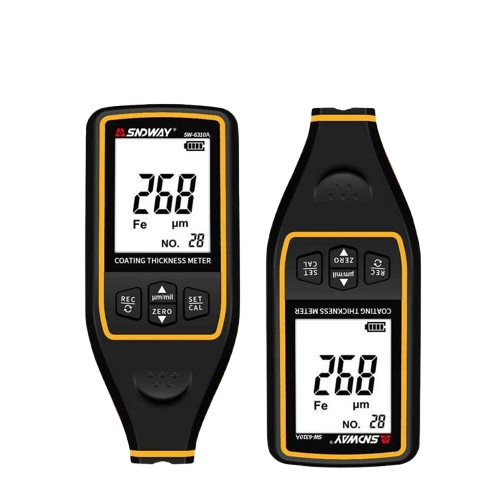 SNDWAY®
SW-6310A
268
Fe µm
NO. 28
COATING THICKNESS METER
REC
µm/mil
ZERO
SET
CAL
SET
CAL
ZERO
µm/mil
REC
COATING THICKNESS METER
268
Fe µm
NO. 28
SW-6310A
SNDWAY®